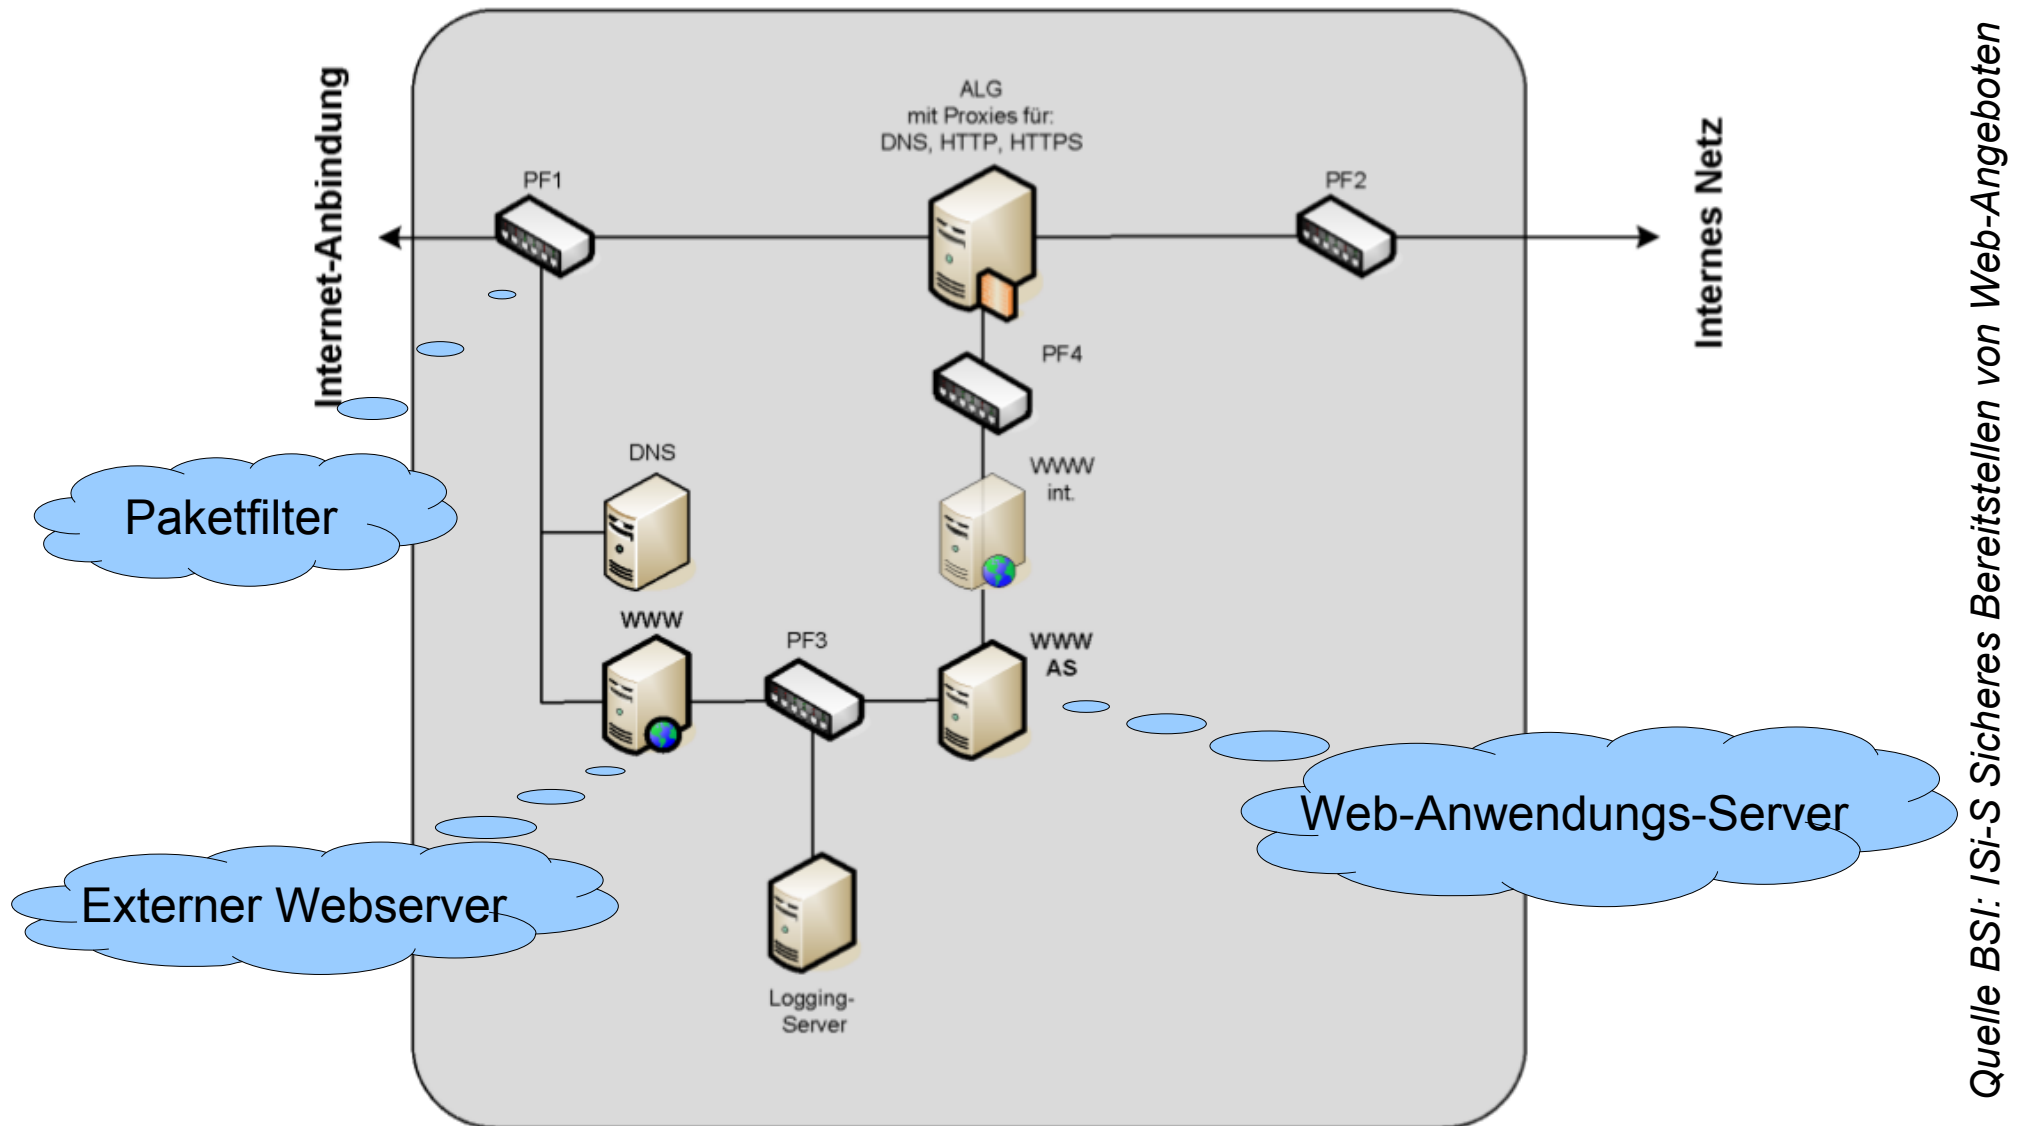 Internet-Anbindung
ALG
mit Proxies für:
DNS, HTTP, HTTPS
PF1
PF2
Internes Netz
PF4
DNS
WWW
int.
Paketfilter
WWW
PF3
WWW
AS
Web-Anwendungs-Server
Externer Webserver
Logging-
Server
Quelle BSI: ISi-S Sicheres Bereitstellen von Web-Angeboten